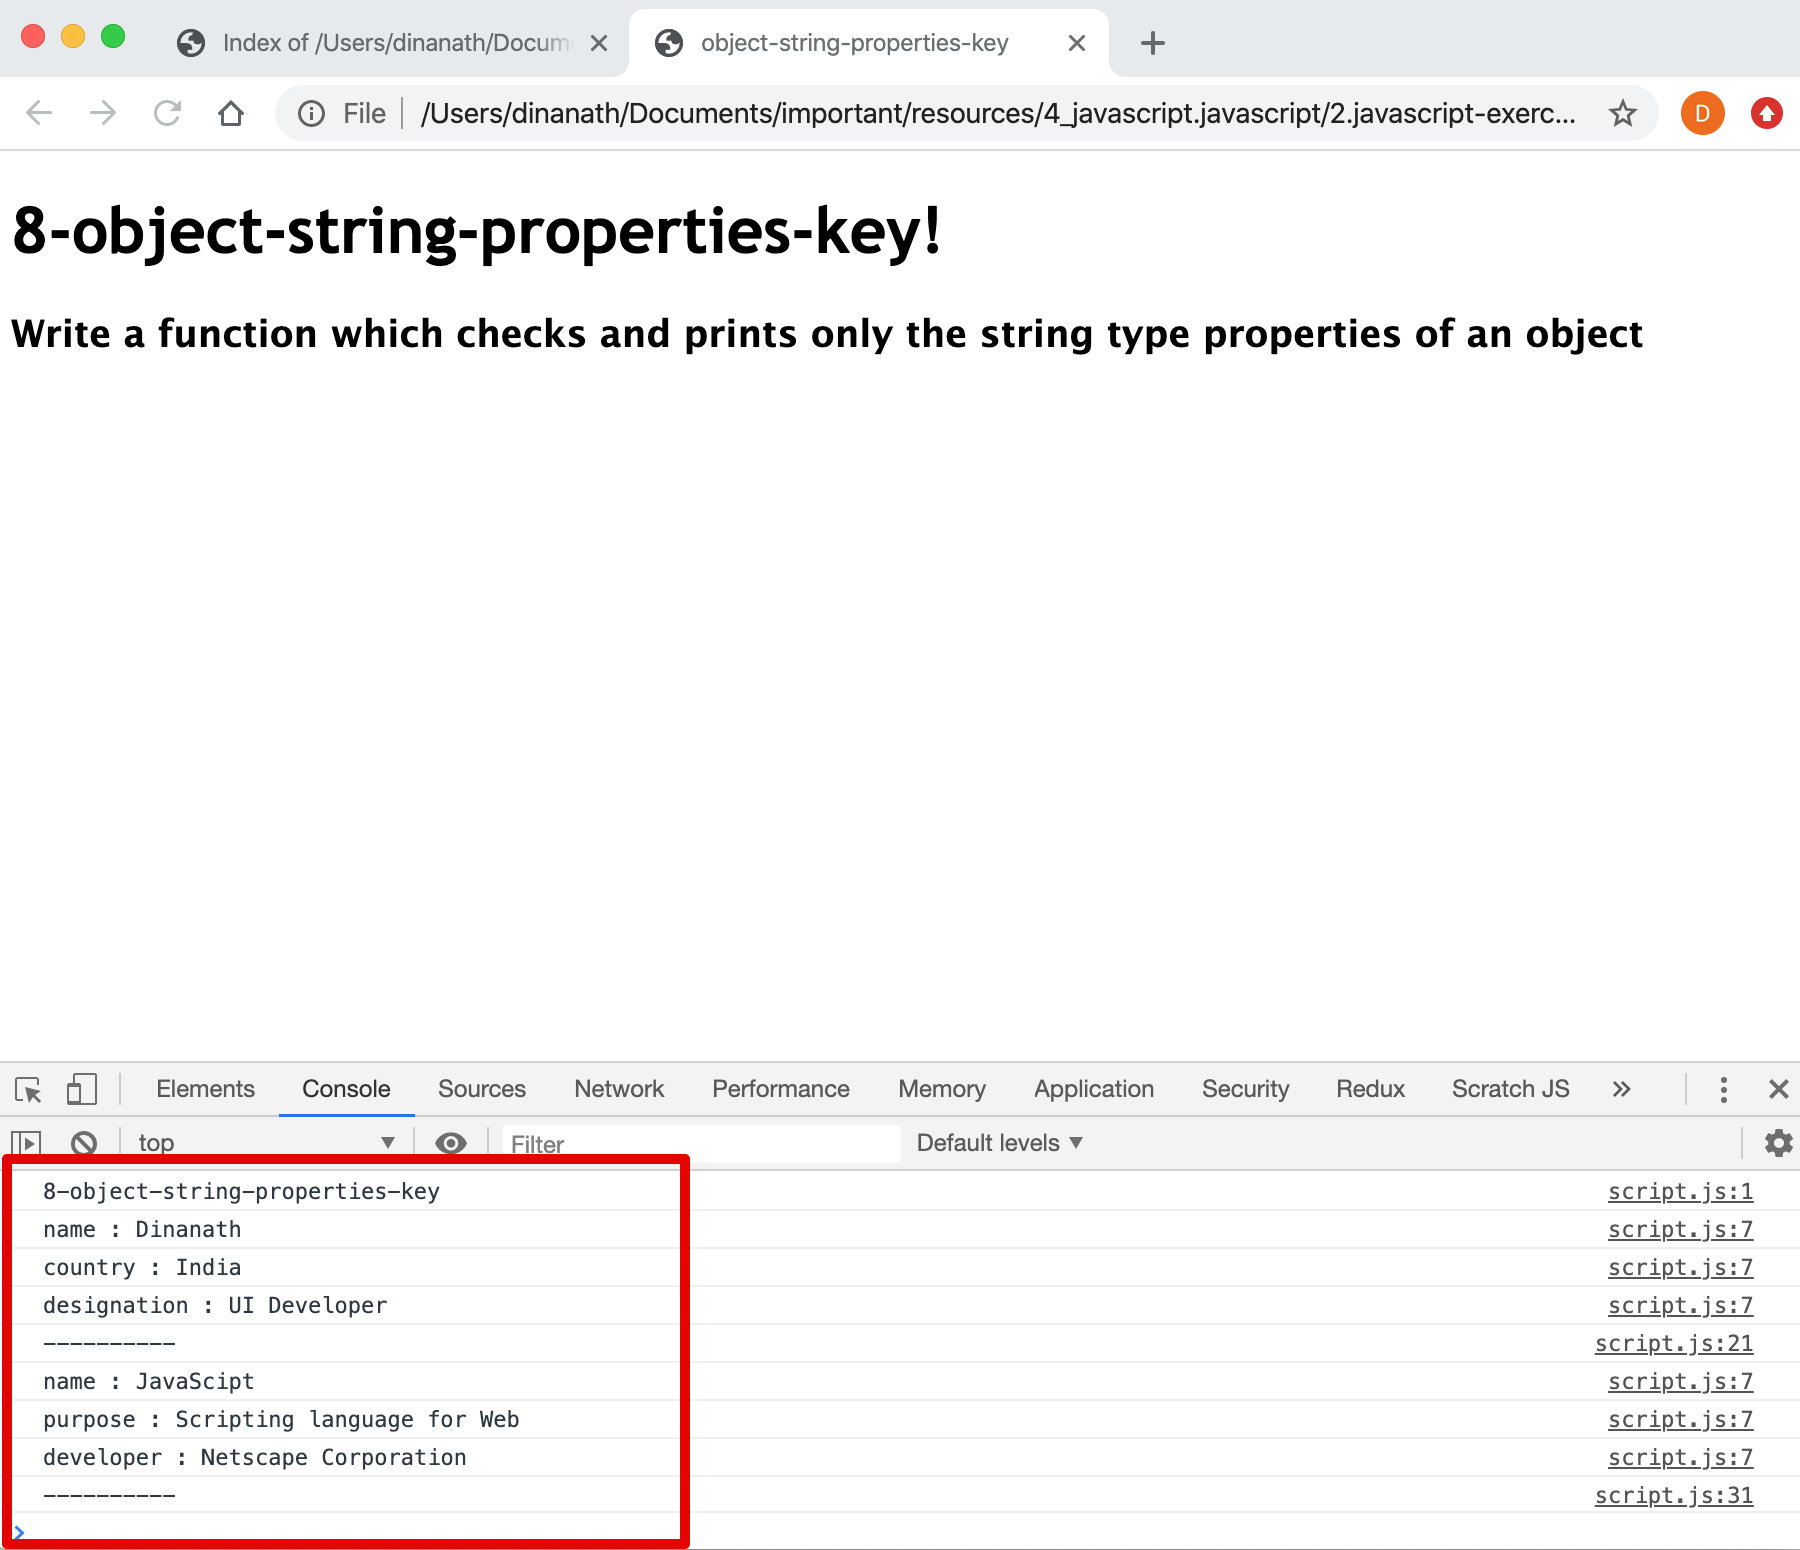 Index of /Users/dinanath/Docum
object-string-properties-key
File /Users/dinanath/Documents/important/resources/4_javascript.javascript/2.javascript-exerc... D
8-object-string-properties-key!
Write a function which checks and prints only the string type properties of an object
Elements Console Sources Network Performance Memory Application Security Redux Scratch JS »
top ▼ Filter Default levels ▼
8-object-string-properties-key script.js:1
name : Dinanath script.js:7
country : India script.js:7
designation : UI Developer script.js:7
---------- script.js:21
name : JavaScipt script.js:7
purpose : Scripting language for Web script.js:7
developer : Netscape Corporation script.js:7
---------- script.js:31
>